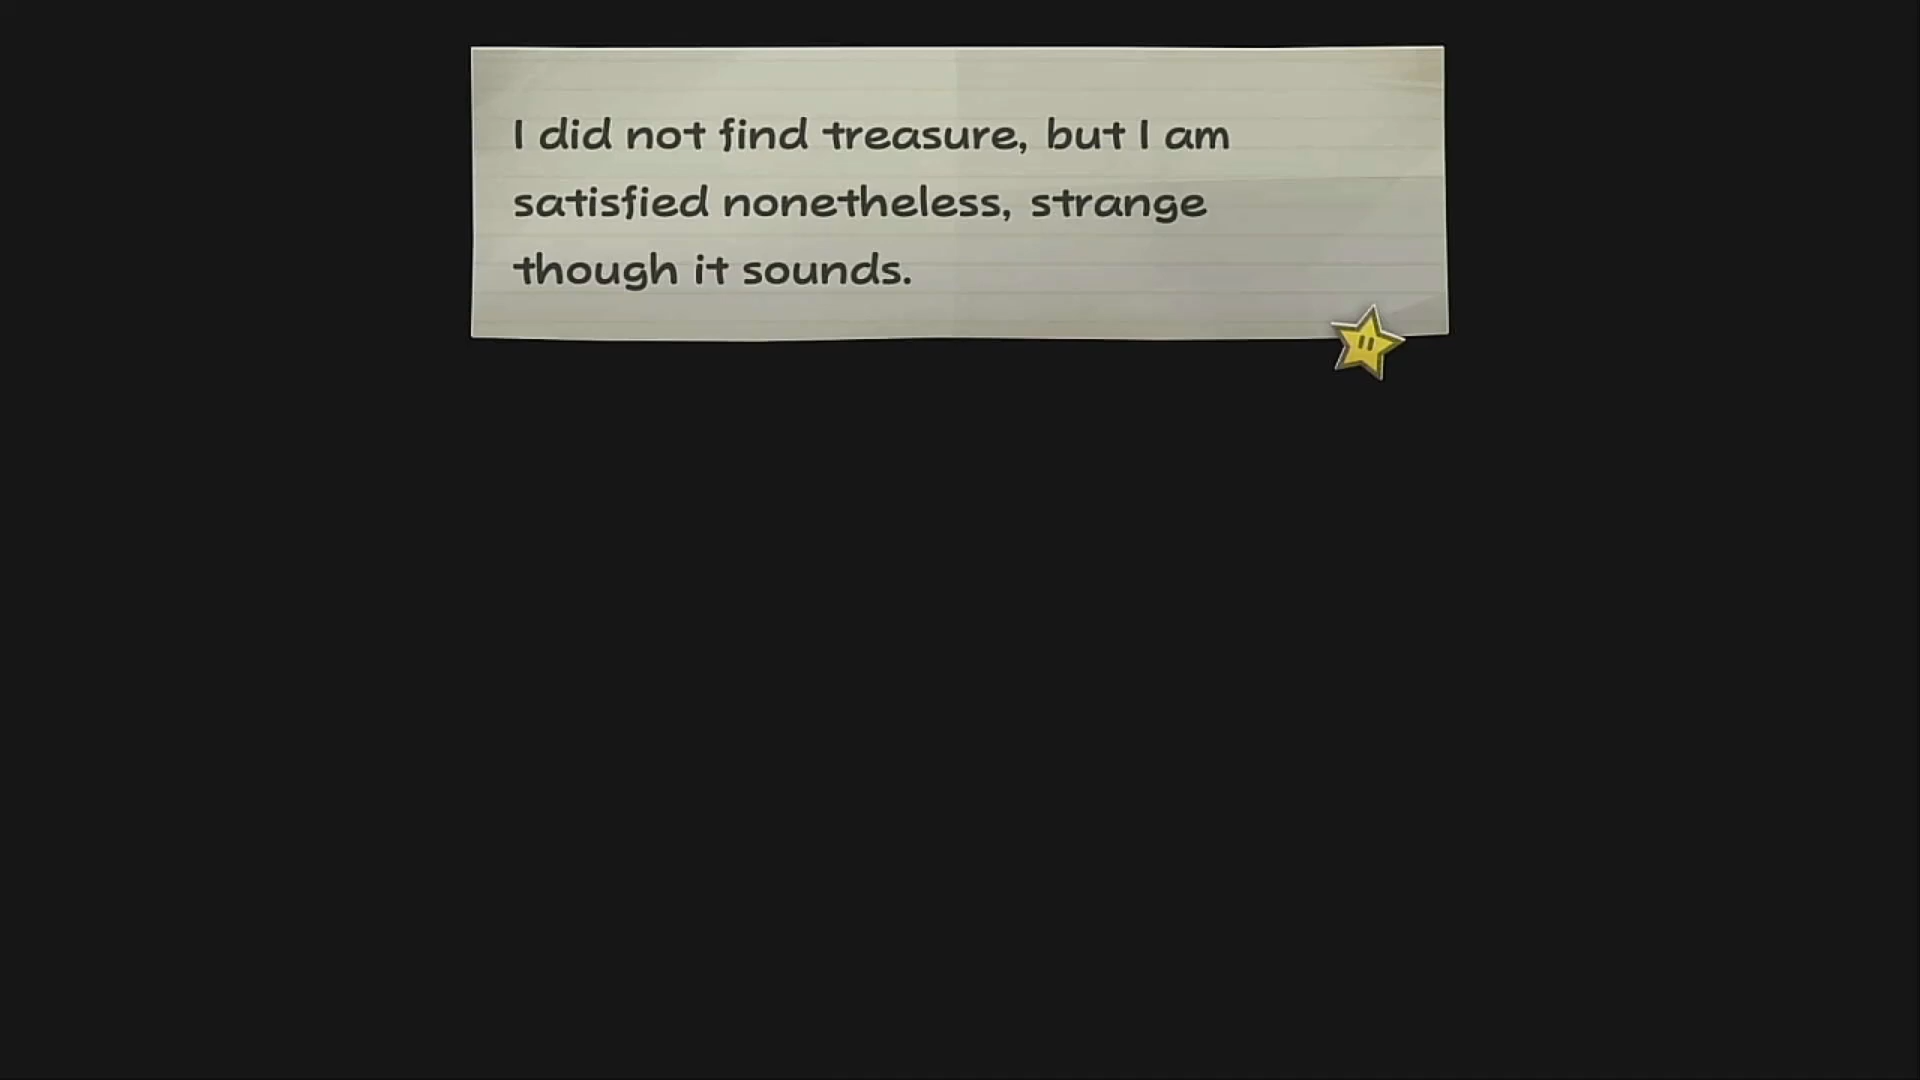 I did not find treasure, but I am
satisfied nonetheless, strange
though it sounds.